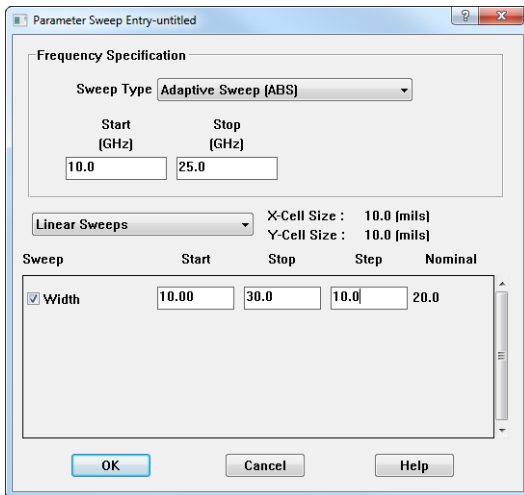 Parameter Sweep Entry-untitled
Frequency Specification
Sweep Type Adaptive Sweep (ABS)
Start Stop
(GHz) (GHz)
10.0 25.0
Linear Sweeps
X-Cell Size : 10.0 (mils)
Y-Cell Size : 10.0 (mils)
Sweep Start Stop Step Nominal
Width 10.00 30.0 10.0 20.0
OK Cancel Help